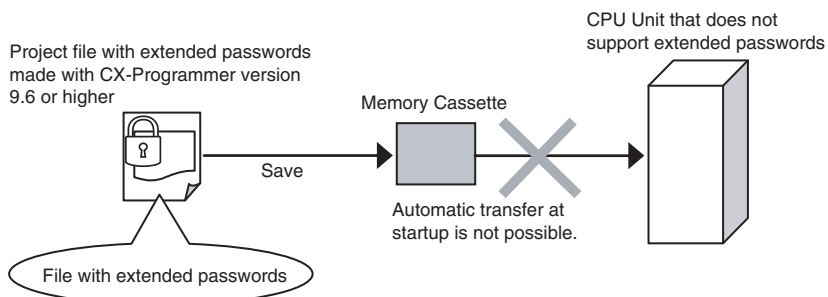 Project file with extended passwords
made with CX-Programmer version
9.6 or higher
CPU Unit that does not
support extended passwords
Memory Cassette
Save
Automatic transfer at
startup is not possible.
File with extended passwords